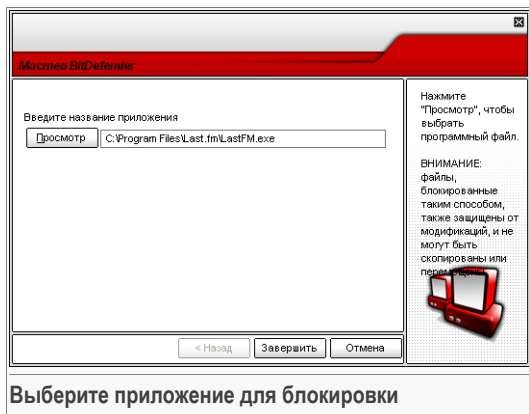 Мастер BitDefender
Введите название приложения
Просмотр
C:\Program Files\Last.fm\LastFM.exe
Нажмите
"Просмотр", чтобы
выбрать
программный файл.
ВНИМАНИЕ:
файлы,
блокированные
таким способом,
также защищены от
модификаций, и не
могут быть
скопированы или
перемещены
< Назад
Завершить
Отмена
Выберите приложение для блокировки